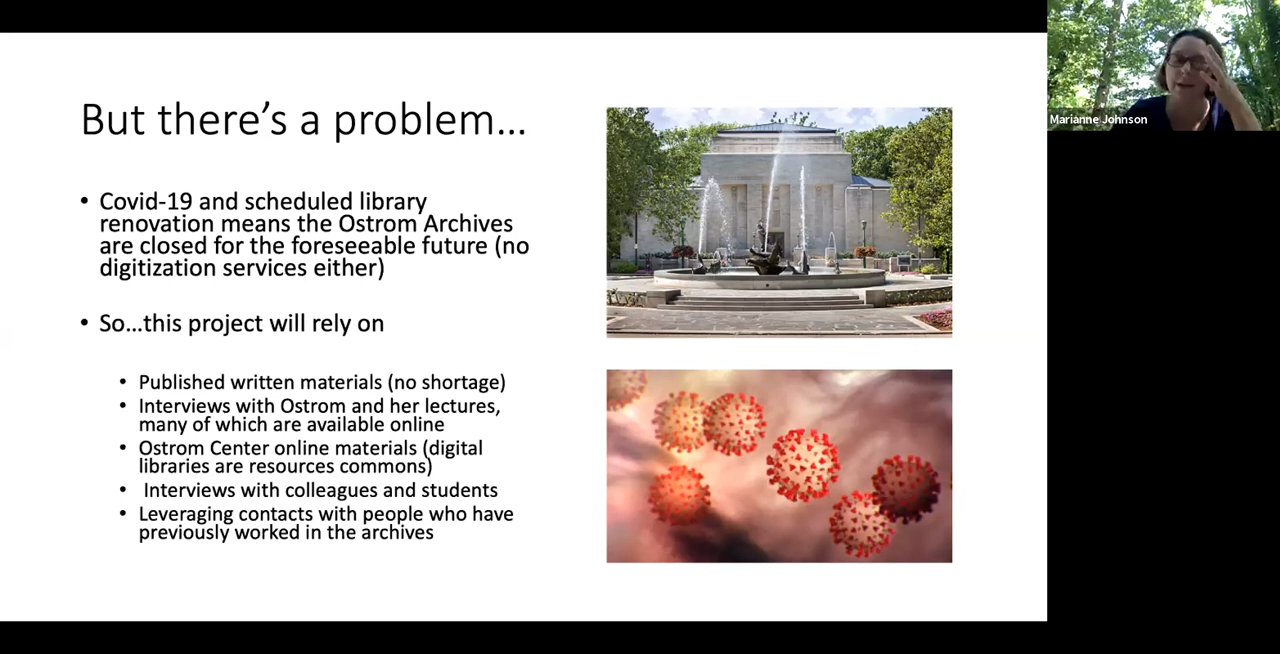 But there's a problem...
• Covid-19 and scheduled library
renovation means the Ostrom Archives
are closed for the foreseeable future (no
digitization services either)
• So...this project will rely on
• Published written materials (no shortage)
• Interviews with Ostrom and her lectures,
many of which are available online
• Ostrom Center online materials (digital
libraries are resources commons)
• Interviews with colleagues and students
• Leveraging contacts with people who have
previously worked in the archives
Marianne Johnson